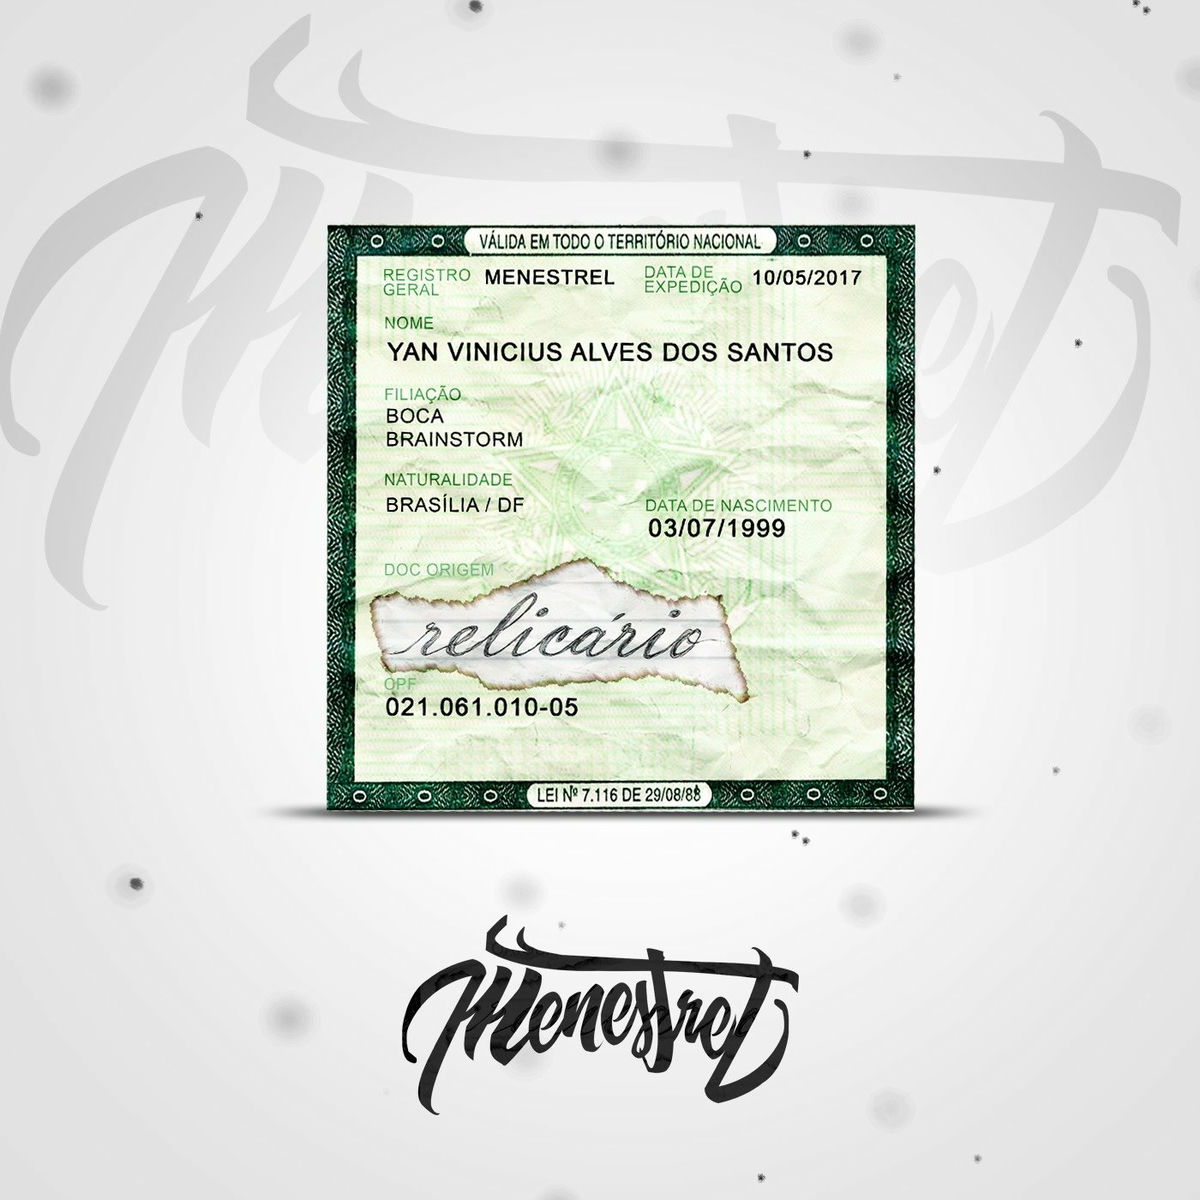 VÁLIDA EM TODO O TERRITÓRIO NACIONAL
REGISTRO GERAL MENESTREL DATA DE EXPEDIÇÃO 10/05/2017
NOME
YAN VINICIUS ALVES DOS SANTOS
FILIAÇÃO
BOCA
BRAINSTORM
NATURALIDADE
BRASÍLIA / DF
DATA DE NASCIMENTO
03/07/1999
DOC ORIGEM
relicário
CPF
021.061.010-05
LEI Nº 7.116 DE 29/08/88
Menestrel
Menestrel